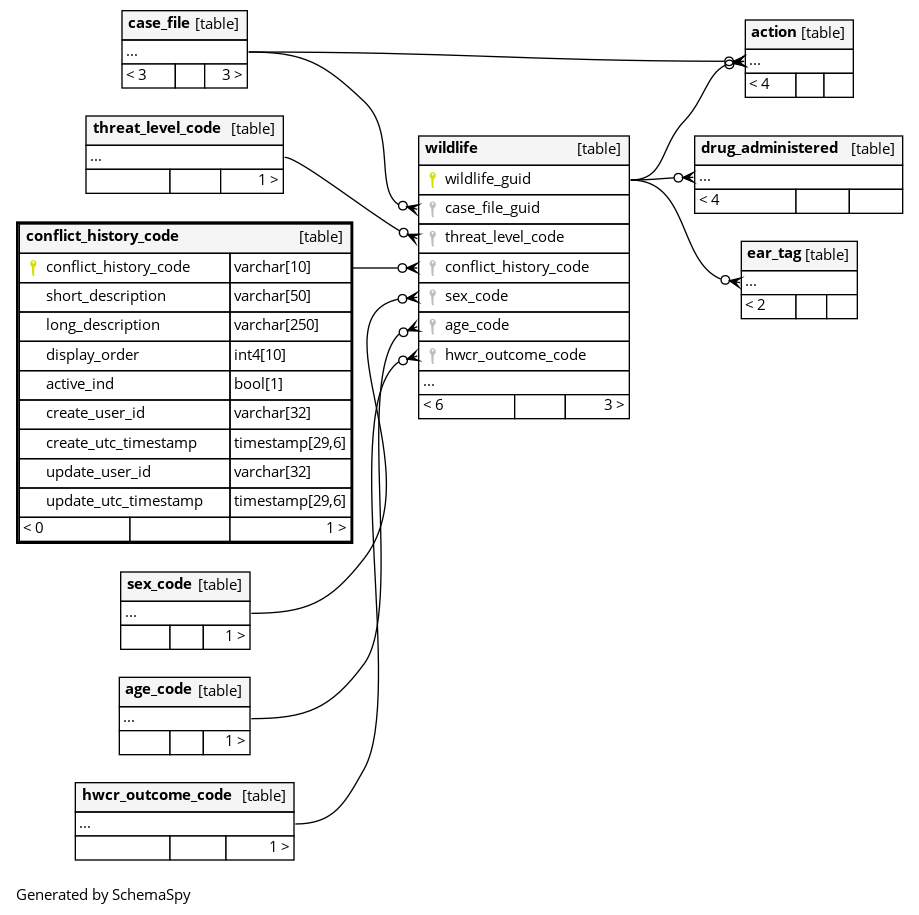 case_file [table]
...
< 3 3 >
threat_level_code [table]
...
1 >
conflict_history_code [table]
conflict_history_code varchar[10]
short_description varchar[50]
long_description varchar[250]
display_order int4[10]
active_ind bool[1]
create_user_id varchar[32]
create_utc_timestamp timestamp[29,6]
update_user_id varchar[32]
update_utc_timestamp timestamp[29,6]
< 0 1 >
sex_code [table]
...
1 >
age_code [table]
...
1 >
hwcr_outcome_code [table]
...
1 >
wildlife [table]
wildlife_guid
case_file_guid
threat_level_code
conflict_history_code
sex_code
age_code
hwcr_outcome_code
...
< 6 3 >
action [table]
...
< 4
drug_administered [table]
...
< 4
ear_tag [table]
...
< 2
Generated by SchemaSpy